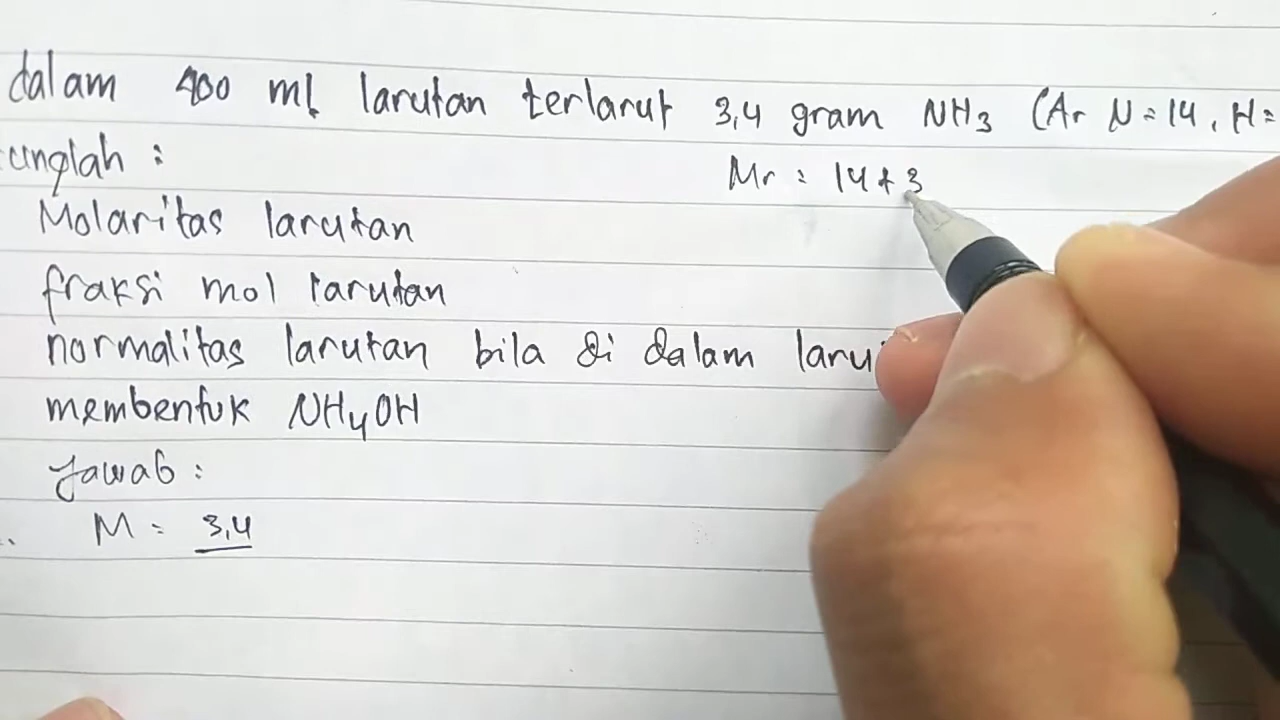 dalam 400 ml larutan terlarut 3,4 gram NH3 (Ar N = 14, H =
unglah :
Mr = 14 + 3
Molaritas larutan
fraksi mol larutan
normalitas larutan bila di dalam laru
membentuk NH4OH
Jawab :
M = 3,4